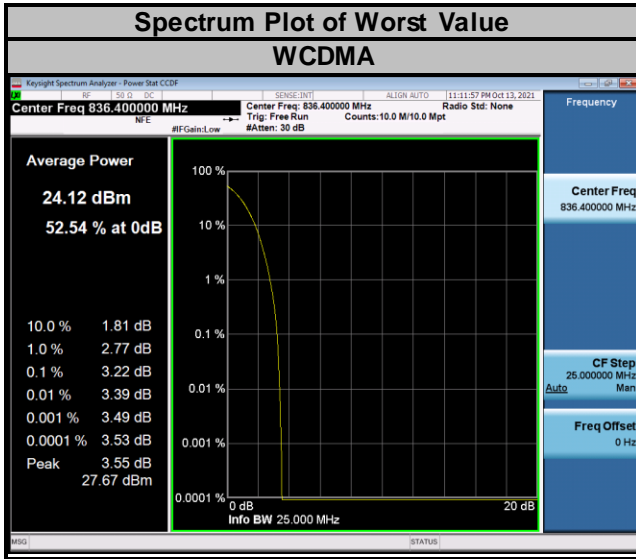 Spectrum Plot of Worst Value
WCDMA
Keysight Spectrum Analyzer - Power Stat CCDF
RF 50 Ω DC SENSE:INT ALIGN AUTO 11:11:57 PM Oct 13, 2021
Center Freq 836.400000 MHz Center Freq: 836.400000 MHz Radio Std: None
NFE Trig: Free Run Counts:10.0 M/10.0 Mpt
#IFGain:Low #Atten: 30 dB
Frequency
Average Power
24.12 dBm
52.54 % at 0dB
10.0 % 1.81 dB
1.0 % 2.77 dB
0.1 % 3.22 dB
0.01 % 3.39 dB
0.001 % 3.49 dB
0.0001 % 3.53 dB
Peak 3.55 dB
27.67 dBm
100 %
10 %
1 %
0.1 %
0.01 %
0.001 %
0.0001 %
0 dB 20 dB
Info BW 25.000 MHz
Center Freq
836.400000 MHz
CF Step
25.000000 MHz
Auto Man
Freq Offset
0 Hz
MSG STATUS